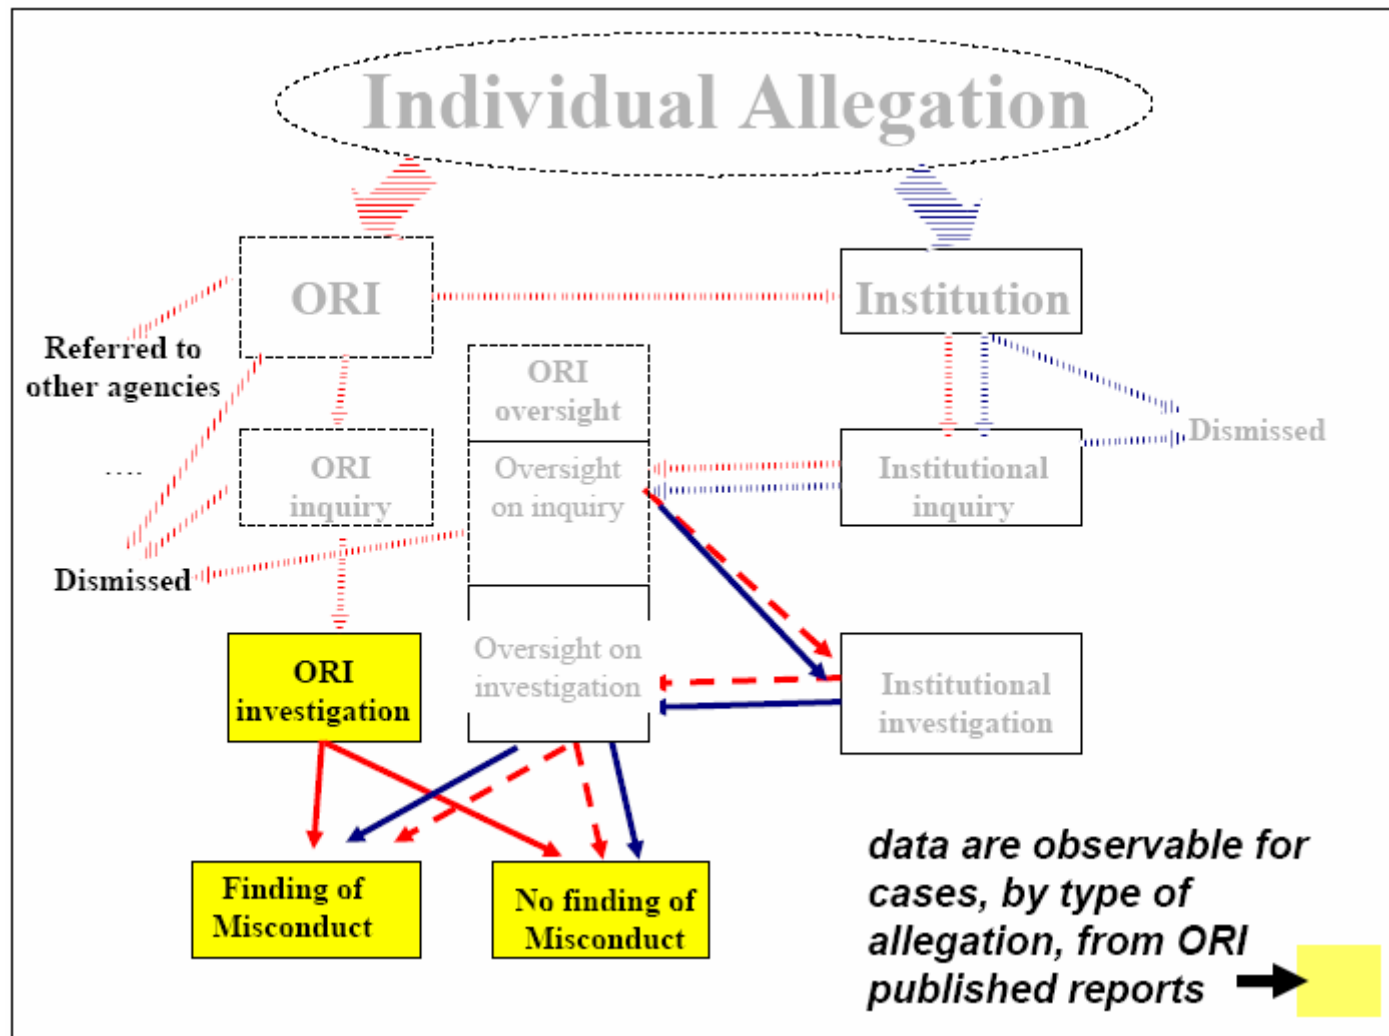 Individual Allegation
ORI
Institution
Referred to
other agencies
ORI
oversight
Dismissed
ORI
inquiry
Oversight
on inquiry
Institutional
inquiry
Dismissed
ORI
investigation
Oversight on
investigation
Institutional
investigation
Finding of
Misconduct
No finding of
Misconduct
data are observable for
cases, by type of
allegation, from ORI
published reports